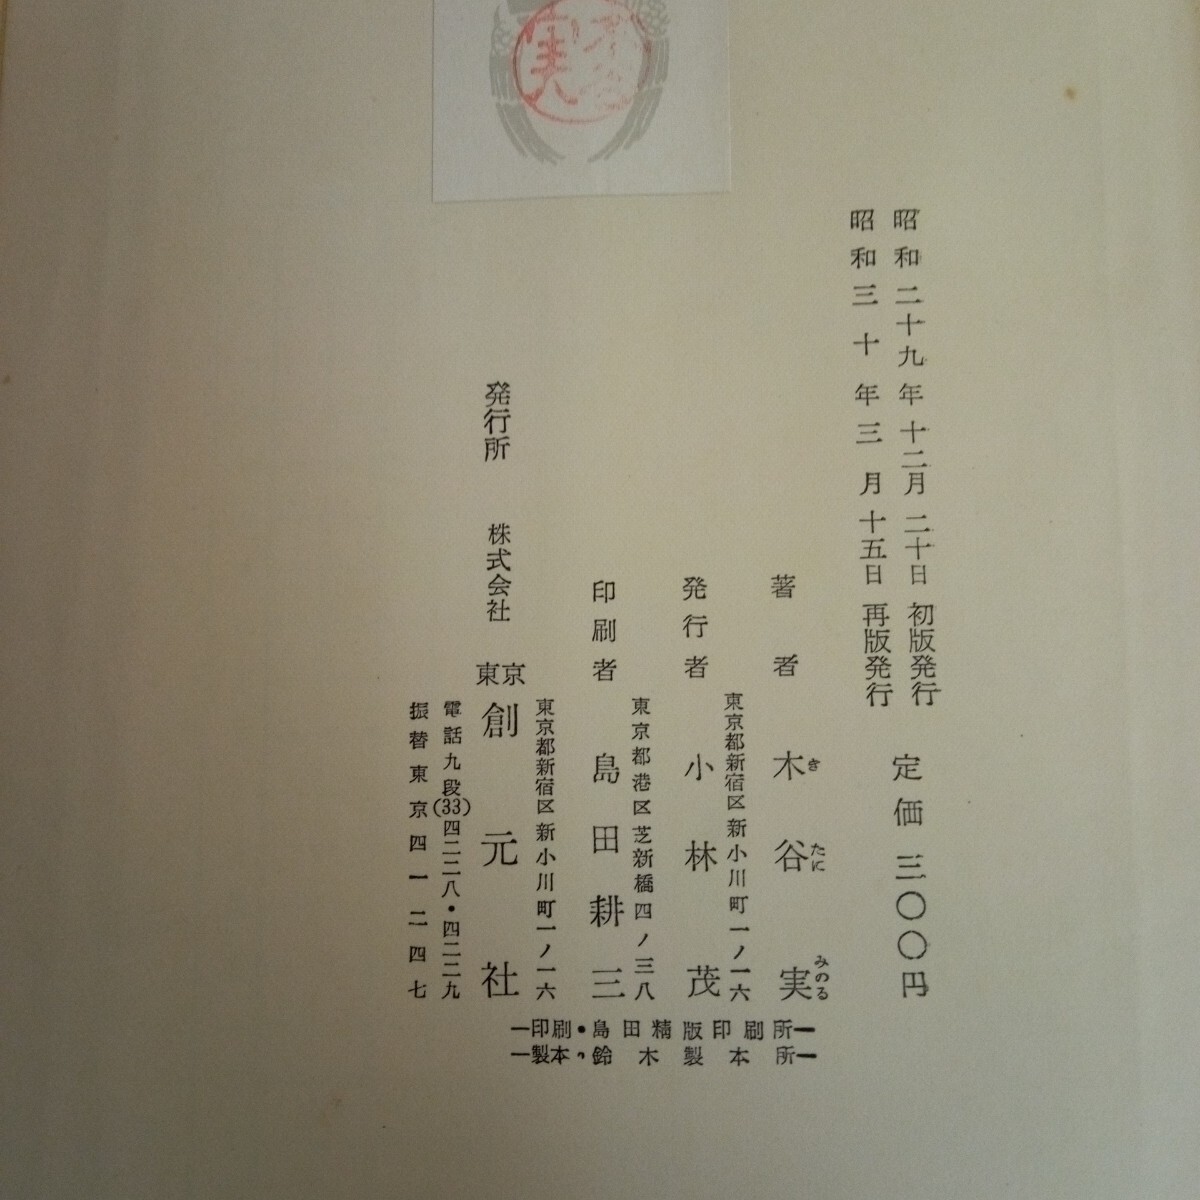 木谷実
昭和二十九年十二月二十日 初版発行
昭和三十年三月十五日 再版発行
定価 三〇〇円
著者 木谷実
きたにみのる
東京都新宿区新小川町一ノ一六
発行者 小林茂
東京都港区芝新橋四ノ三八
印刷者 島田耕三
東京都新宿区新小川町一ノ一六
発行所 株式会社 東京創元社
電話九段(33)四二二八・四二二九
振替東京四一二四七
ー印刷・島田精版印刷所ー
ー製本・鈴木製本所ー